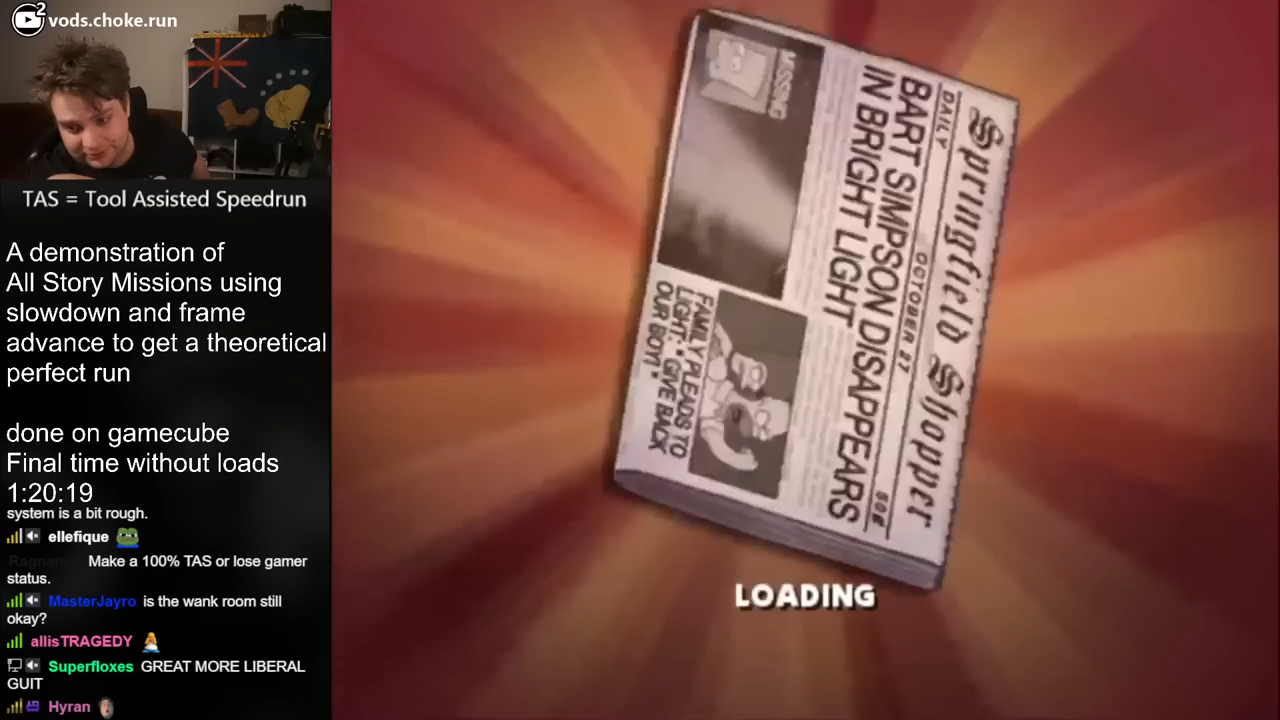 2
vods.choke.run
TAS = Tool Assisted Speedrun
A demonstration of
All Story Missions using
slowdown and frame
advance to get a theoretical
perfect run
done on gamecube
Final time without loads
1:20:19
system is a bit rough.
ellefique
Make a 100% TAS or lose gamer
status.
MasterJayro is the wank room still
okay?
allisTRAGEDY
Superfloxes GREAT MORE LIBERAL
GUIT
Hyran
Springfield Shopper
DAILY OCTOBER 27 50¢
BART SIMPSON DISAPPEARS
IN BRIGHT LIGHT
MISSING
FAMILY PLEADS TO
LIGHT: "GIVE BACK
OUR BOY!"
LOADING